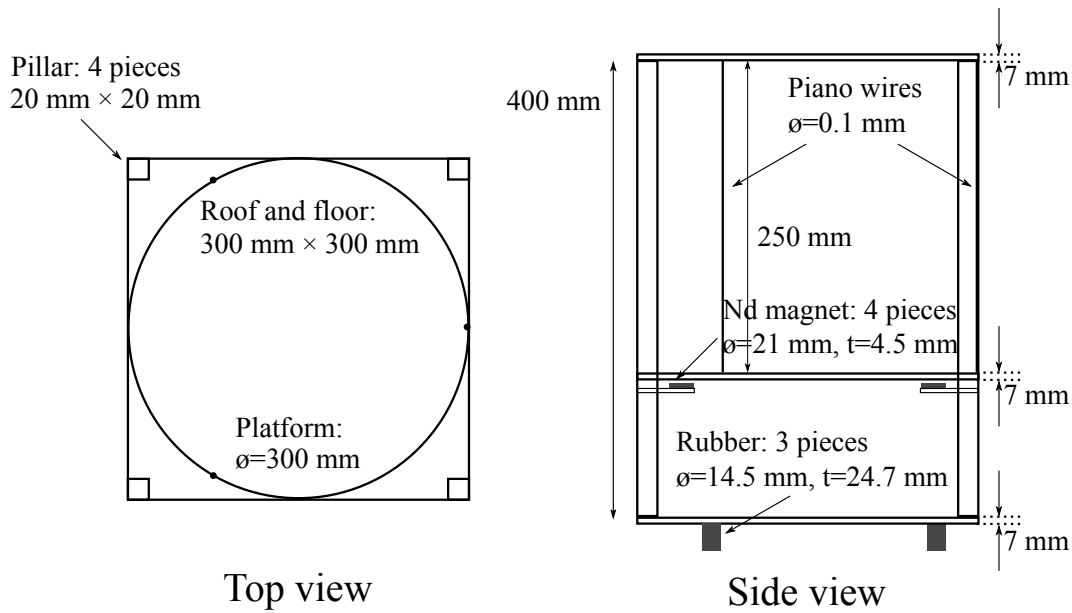 Pillar: 4 pieces
20 mm × 20 mm
Roof and floor:
300 mm × 300 mm
Platform:
ø=300 mm
Top view
400 mm
Piano wires
ø=0.1 mm
250 mm
Nd magnet: 4 pieces
ø=21 mm, t=4.5 mm
Rubber: 3 pieces
ø=14.5 mm, t=24.7 mm
7 mm
7 mm
7 mm
Side view